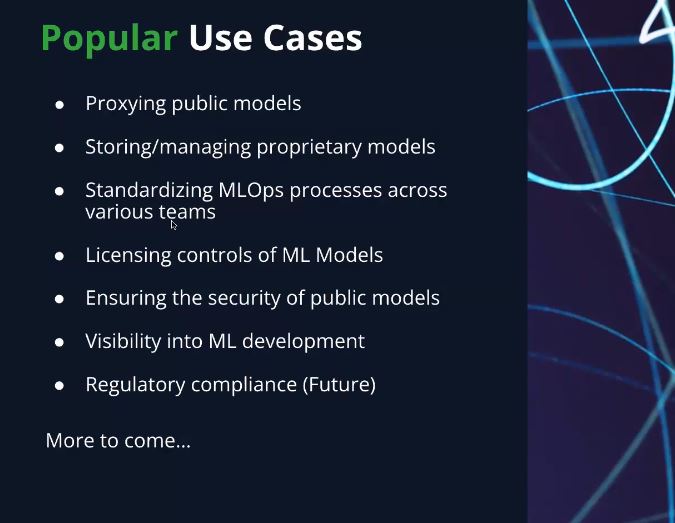 Popular Use Cases
● Proxying public models
● Storing/managing proprietary models
● Standardizing MLOps processes across
various teams
● Licensing controls of ML Models
● Ensuring the security of public models
● Visibility into ML development
● Regulatory compliance (Future)
More to come...